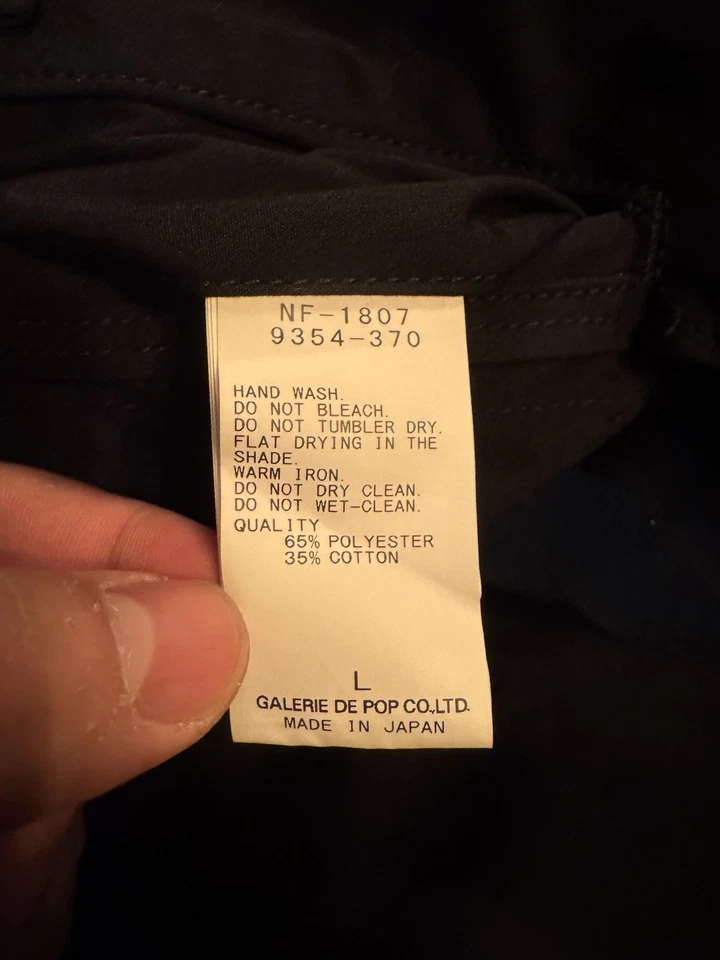 NF-1807
9354-370
HAND WASH.
DO NOT BLEACH.
DO NOT TUMBLER DRY.
FLAT DRYING IN THE
SHADE.
WARM IRON.
DO NOT DRY CLEAN.
DO NOT WET-CLEAN.
QUALITY
65% POLYESTER
35% COTTON
L
GALERIE DE POP CO.,LTD.
MADE IN JAPAN